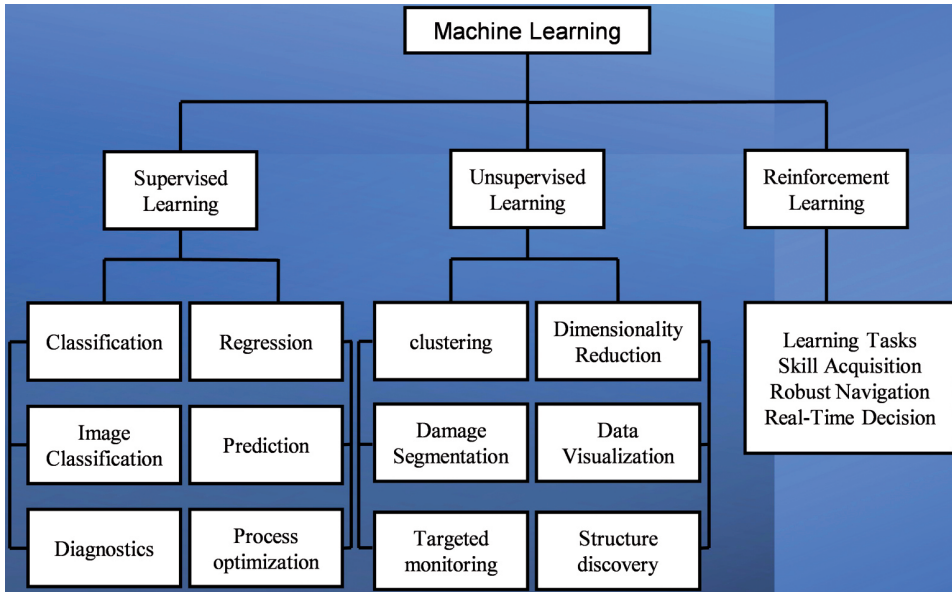 Machine Learning
Supervised
Learning
Unsupervised
Learning
Reinforcement
Learning
Classification
Regression
clustering
Dimensionality
Reduction
Learning Tasks
Skill Acquisition
Robust Navigation
Real-Time Decision
Image
Classification
Prediction
Damage
Segmentation
Data
Visualization
Diagnostics
Process
optimization
Targeted
monitoring
Structure
discovery